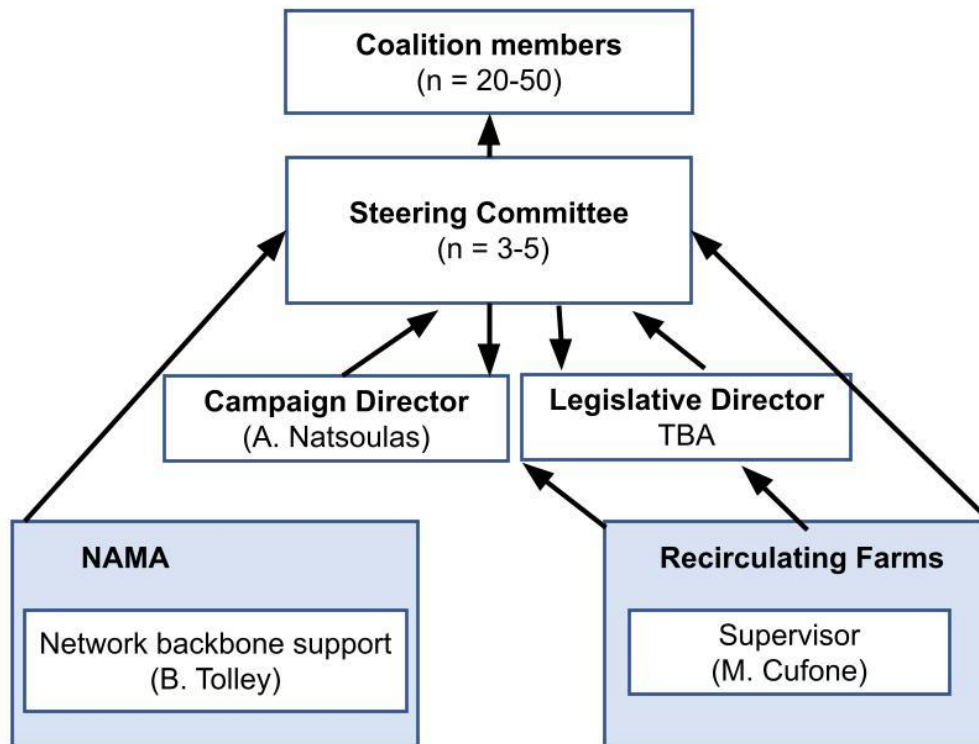 Coalition members
(n = 20-50)
Steering Committee
(n = 3-5)
Campaign Director
(A. Natsoulas)
Legislative Director
TBA
NAMA
Network backbone support
(B. Tolley)
Recirculating Farms
Supervisor
(M. Cufone)